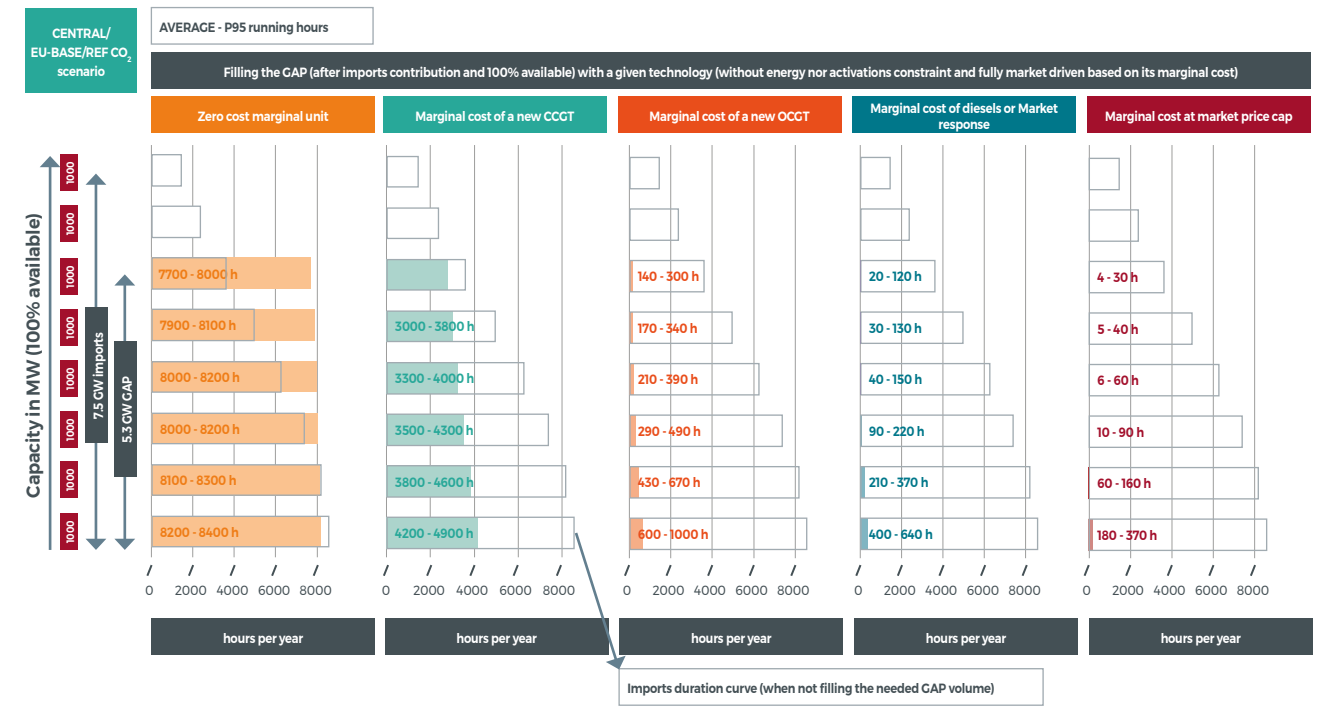 CENTRAL/
EU-BASE/REF CO2
scenario
AVERAGE - P95 running hours
Filling the GAP (after imports contribution and 100% available) with a given technology (without energy nor activations constraint and fully market driven based on its marginal cost)
Zero cost marginal unit
Marginal cost of a new CCGT
Marginal cost of a new OCGT
Marginal cost of diesels or Market
response
Marginal cost at market price cap
Capacity in MW (100% available)
1000
1000
1000
1000
1000
1000
1000
1000
7.5 GW imports
5.3 GW GAP
7700 - 8000 h
7900 - 8100 h
8000 - 8200 h
8000 - 8200 h
8100 - 8300 h
8200 - 8400 h
0 2000 4000 6000 8000
hours per year
3000 - 3800 h
3300 - 4000 h
3500 - 4300 h
3800 - 4600 h
4200 - 4900 h
0 2000 4000 6000 8000
hours per year
140 - 300 h
170 - 340 h
210 - 390 h
290 - 490 h
430 - 670 h
600 - 1000 h
0 2000 4000 6000 8000
hours per year
20 - 120 h
30 - 130 h
40 - 150 h
90 - 220 h
210 - 370 h
400 - 640 h
0 2000 4000 6000 8000
hours per year
4 - 30 h
5 - 40 h
6 - 60 h
10 - 90 h
60 - 160 h
180 - 370 h
0 2000 4000 6000 8000
hours per year
Imports duration curve (when not filling the needed GAP volume)